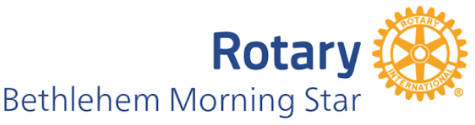 Rotary
Bethlehem Morning Star
ROTARY
INTERNATIONAL
®